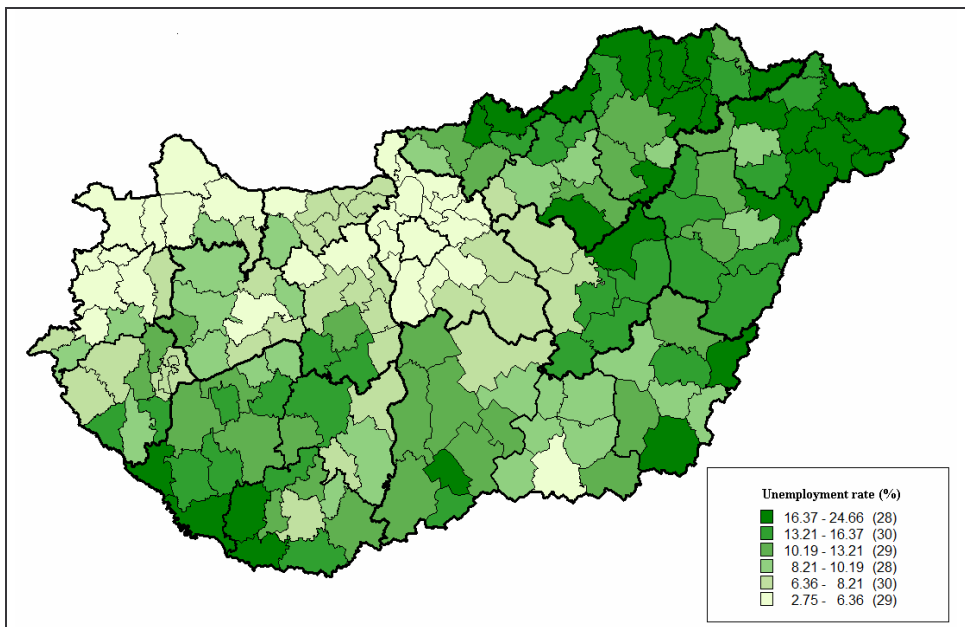 Unemployment rate (%)
16.37 - 24.66 (28)
13.21 - 16.37 (30)
10.19 - 13.21 (29)
8.21 - 10.19 (28)
6.36 - 8.21 (30)
2.75 - 6.36 (29)